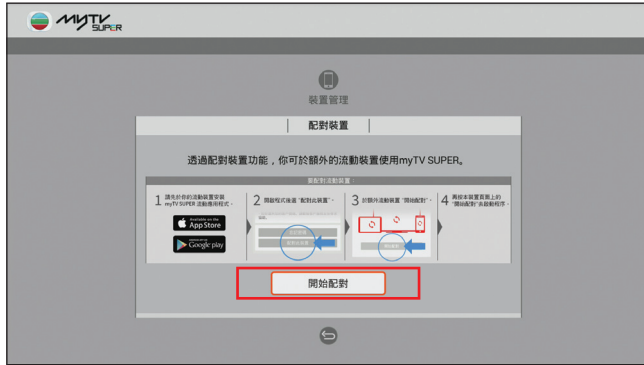 myTV
SUPER
裝置管理
配對裝置
透過配對裝置功能，你可於額外的流動裝置使用myTV SUPER。
要配對流動裝置：
1 請先於你的流動裝置安裝
myTV SUPER 流動應用程式。
Available on the
App Store
Google play
2 開啟程式後選 "配對此裝置"。
3 於額外流動裝置 "開始配對"。
開始配對
4 再按本裝置頁面上的
"開始配對" 去啟動程序。
開始配對